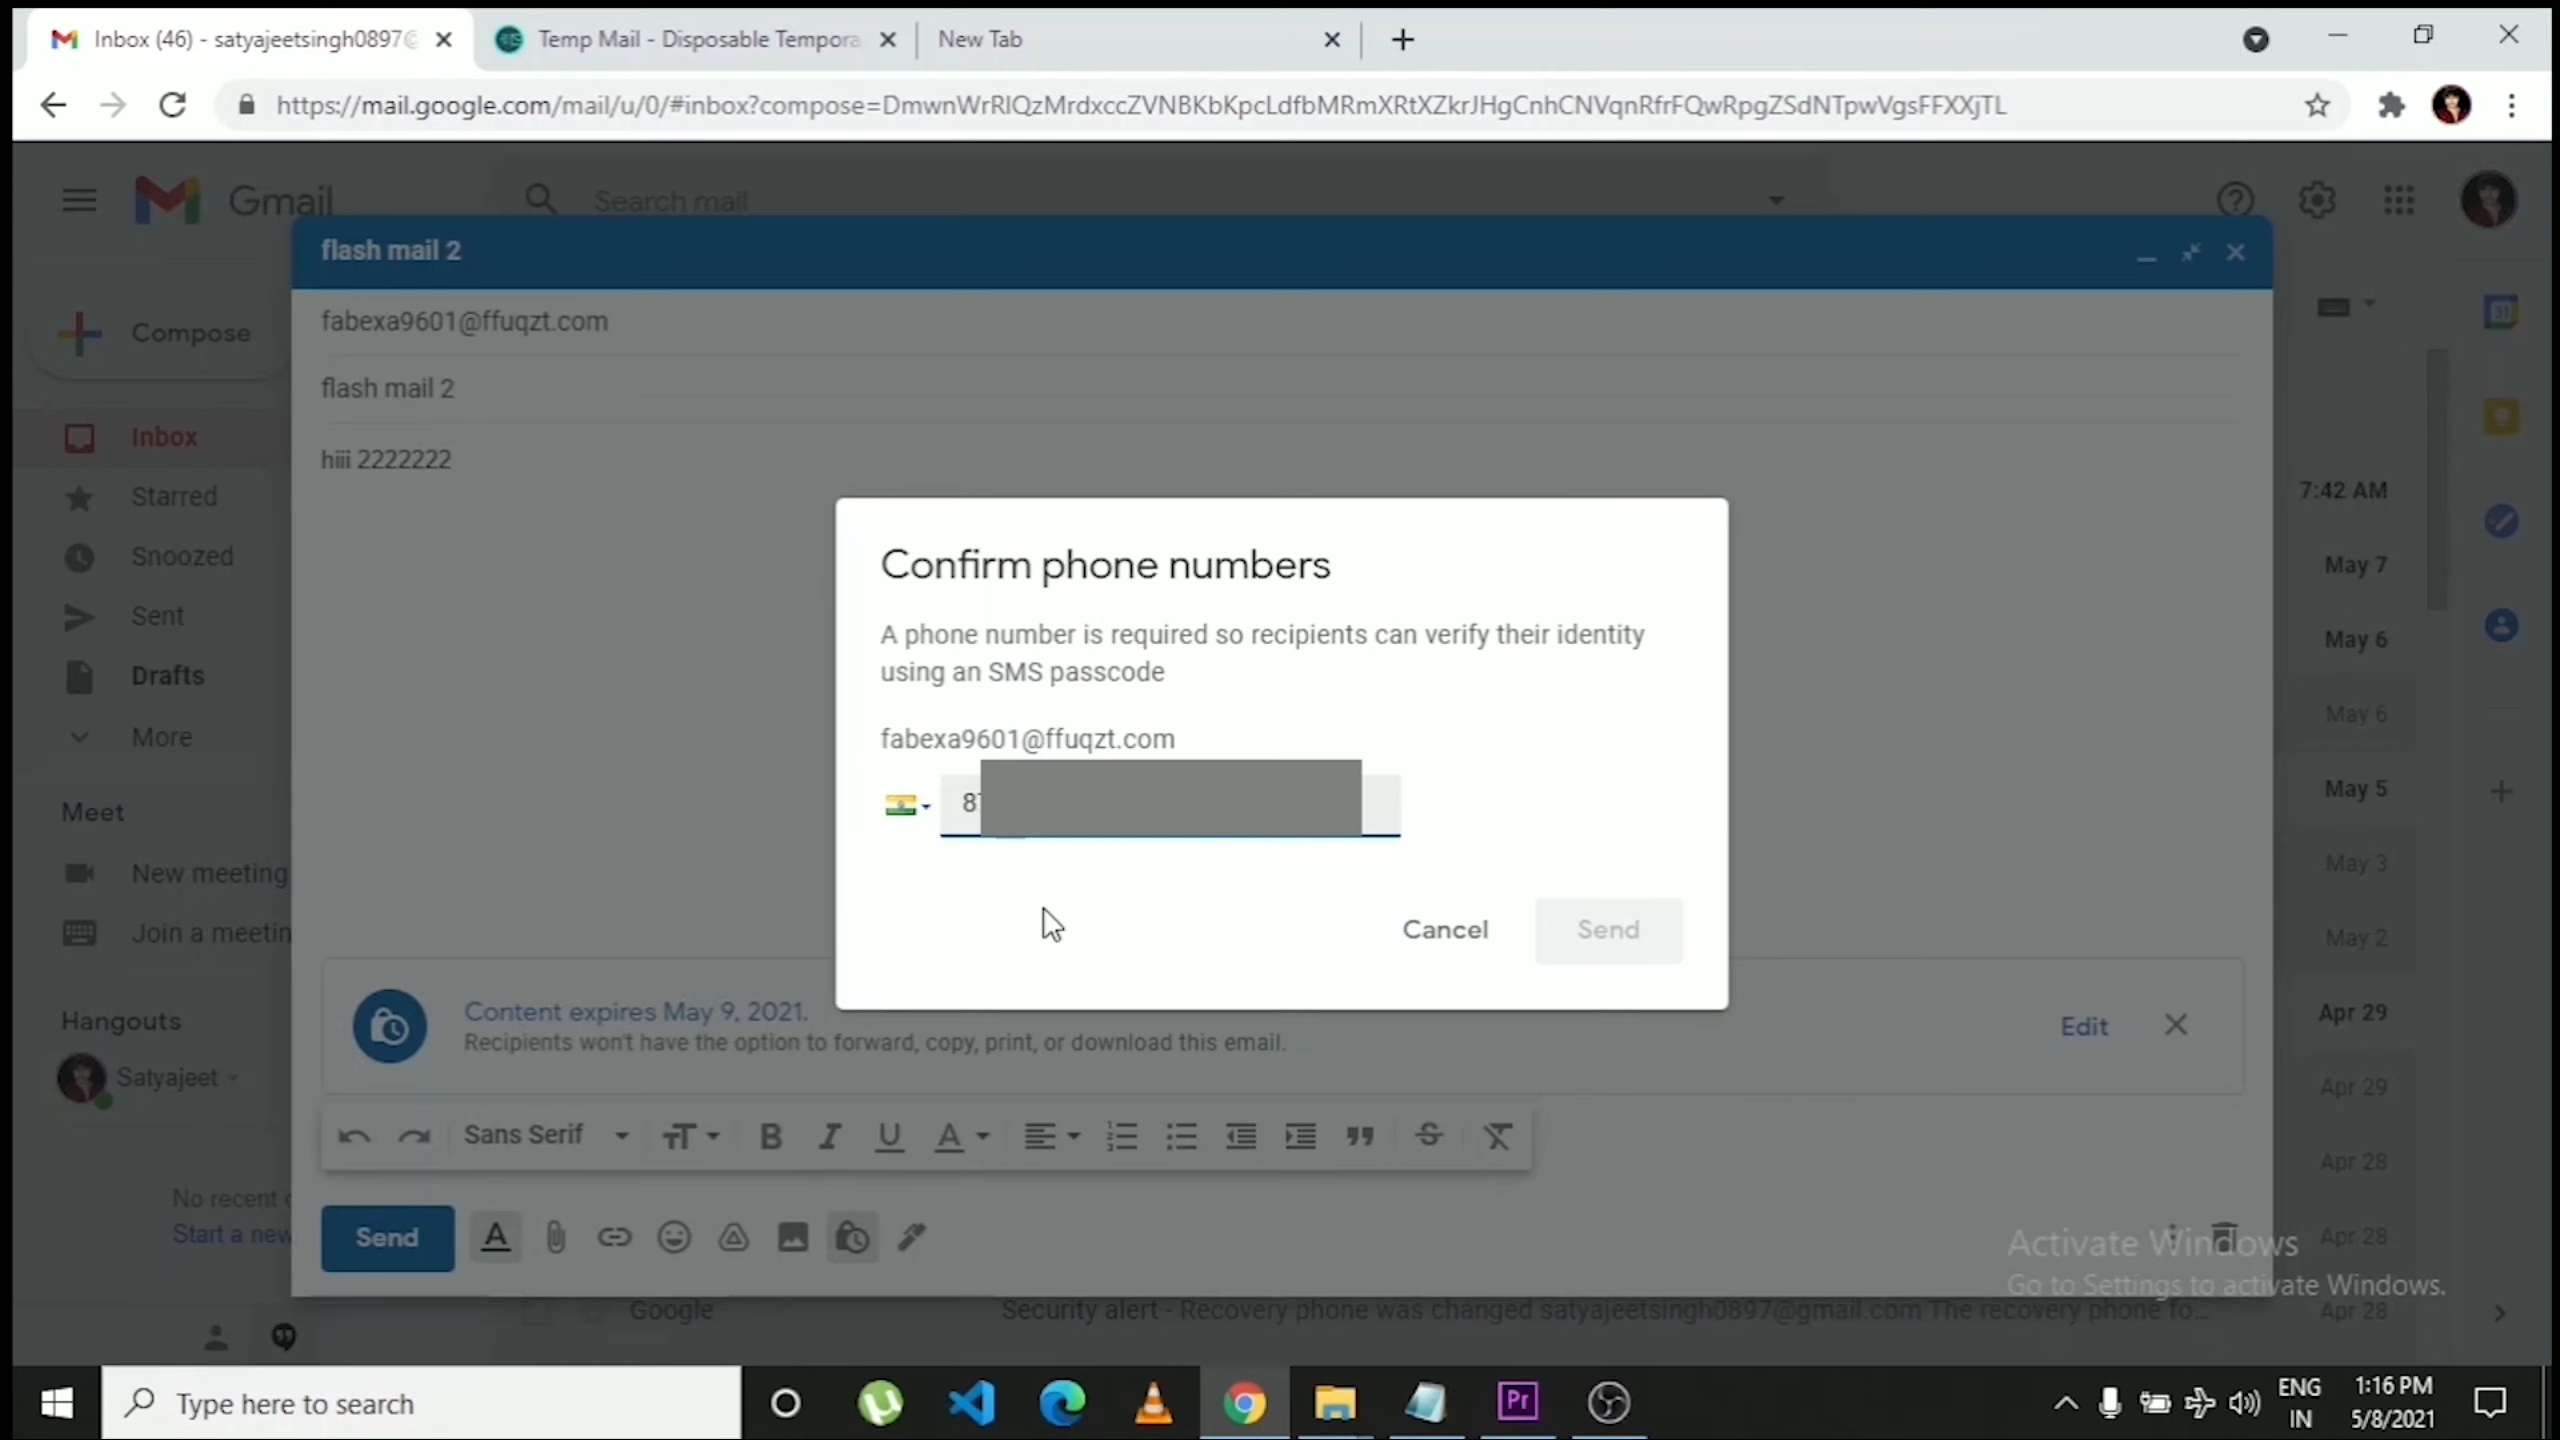 Inbox (46) - satyajeetsingh0897@
Temp Mail - Disposable Tempora
New Tab
https://mail.google.com/mail/u/0/#inbox?compose=DmwnWrRlQzMrdxccZVNBKbKpcLdfbMRmXRtXZkrJHgCnhCNVqnRfrFQwRpgZSdNTpwVgsFFXXjTL
Gmail
Search mail
flash mail 2
Compose
fabexa9601@ffuqzt.com
31
flash mail 2
Inbox
hiii 2222222
Starred
7:42 AM
Snoozed
May 7
Sent
May 6
Drafts
May 6
More
May 5
Confirm phone numbers
A phone number is required so recipients can verify their identity
using an SMS passcode
fabexa9601@ffuqzt.com
8
Cancel
Send
Meet
New meeting
May 3
Join a meetin
May 2
Hangouts
Content expires May 9, 2021.
Recipients won't have the option to forward, copy, print, or download this email.
Edit
Apr 29
Satyajeet
Apr 29
Sans Serif
Apr 28
No recent
Start a new
Send
Apr 28
Activate Windows
Go to Settings to activate Windows.
Google
Security alert - Recovery phone was changed satyajeetsingh0897@gmail.com The recovery phone fo...
Apr 28
Type here to search
Pr
ENG
IN
1:16 PM
5/8/2021